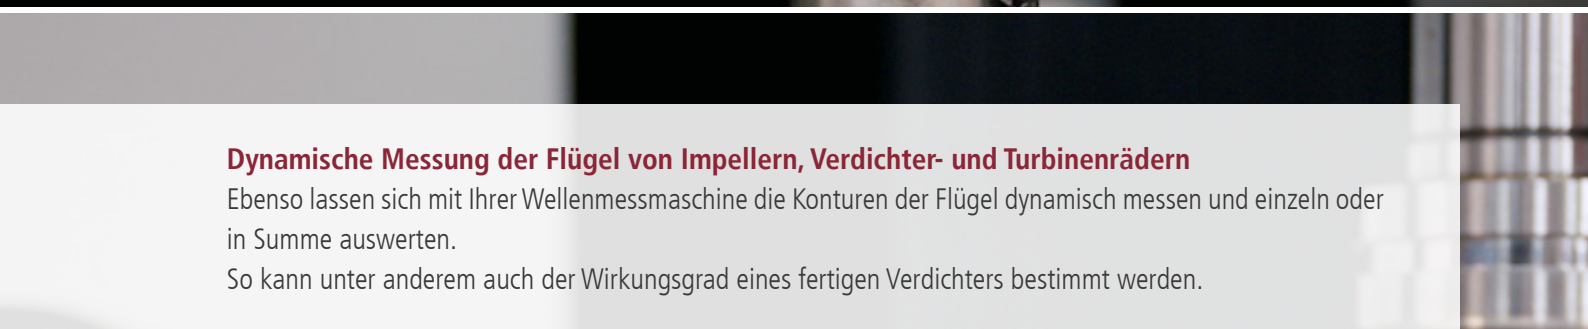 Dynamische Messung der Flügel von Impellern, Verdichter- und Turbinenrädern
Ebenso lassen sich mit Ihrer Wellenmessmaschine die Konturen der Flügel dynamisch messen und einzeln oder
in Summe auswerten.
So kann unter anderem auch der Wirkungsgrad eines fertigen Verdichters bestimmt werden.